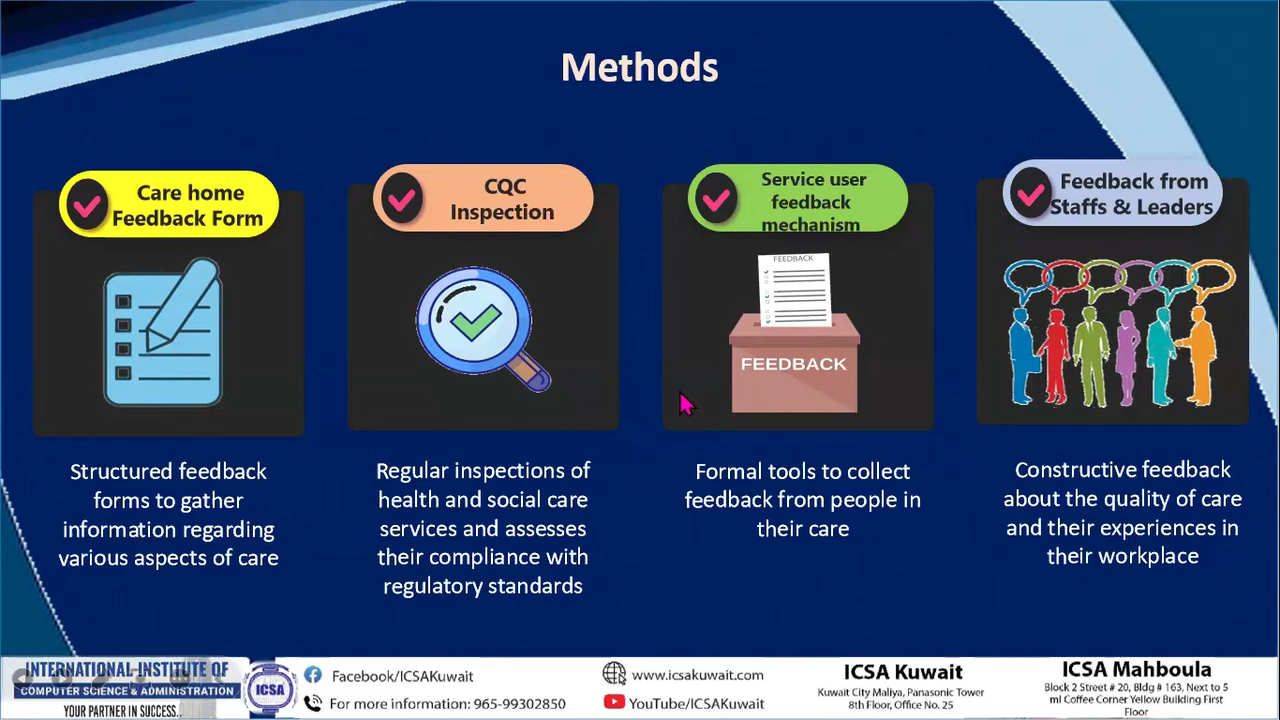 Methods
Care home
Feedback Form
CQC
Inspection
Service user
feedback
mechanism
Feedback from
Staffs & Leaders
FEEDBACK
FEEDBACK
Structured feedback
forms to gather
information regarding
various aspects of care
Regular inspections of
health and social care
services and assesses
their compliance with
regulatory standards
Formal tools to collect
feedback from people in
their care
Constructive feedback
about the quality of care
and their experiences in
their workplace
INTERNATIONAL INSTITUTE OF
COMPUTER SCIENCE & ADMINISTRATION
YOUR PARTNER IN SUCCESS...
ICSA
Facebook/ICSAKuwait
For more information: 965-99302850
www.icsakuwait.com
YouTube/ICSAKuwait
ICSA Kuwait
Kuwait City Maliya, Panasonic Tower
8th Floor, Office No. 25
ICSA Mahboula
Block 2 Street # 20, Bldg # 163, Next to 5
ml Coffee Corner Yellow Building First
Floor